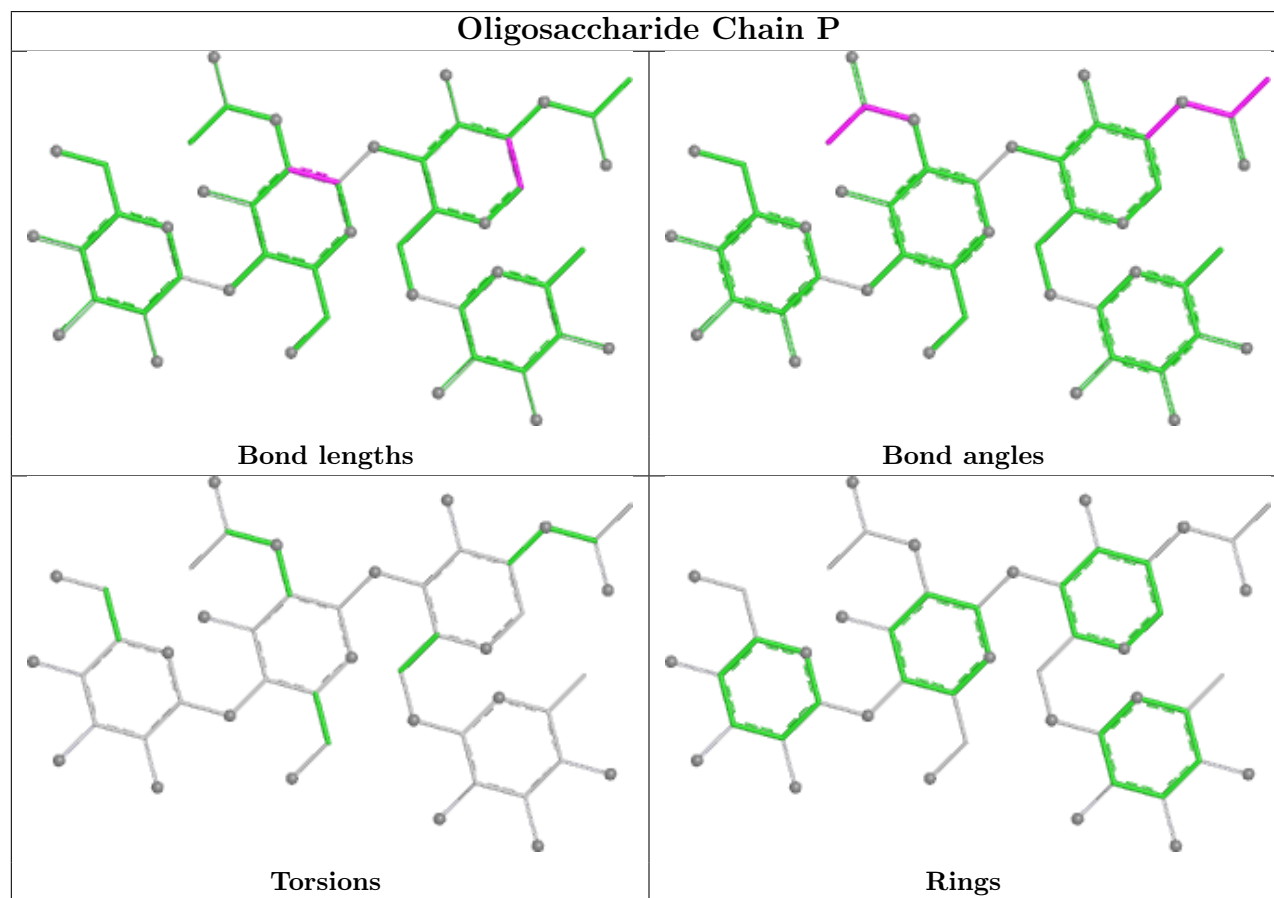 Oligosaccharide Chain P
Bond lengths
Bond angles
Torsions
Rings